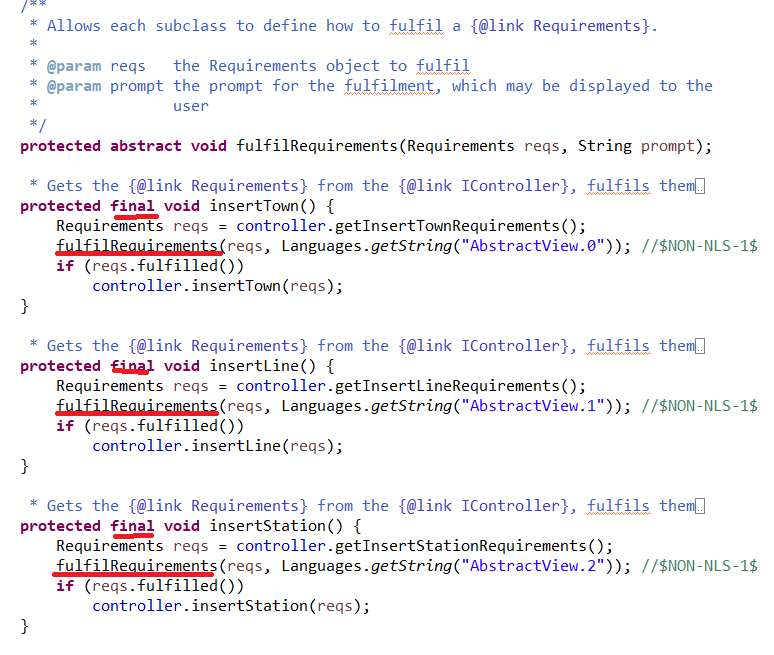 /**
 * Allows each subclass to define how to fulfil a {@link Requirements}.
 *
 * @param reqs   the Requirements object to fulfil
 * @param prompt the prompt for the fulfilment, which may be displayed to the
 *               user
 */
protected abstract void fulfilRequirements(Requirements reqs, String prompt);
 * Gets the {@link Requirements} from the {@link IController}, fulfils them
protected final void insertTown() {
    Requirements reqs = controller.getInsertTownRequirements();
    fulfilRequirements(reqs, Languages.getString("AbstractView.0")); //$NON-NLS-1$
    if (reqs.fulfilled())
        controller.insertTown(reqs);
}
 * Gets the {@link Requirements} from the {@link IController}, fulfils them
protected final void insertLine() {
    Requirements reqs = controller.getInsertLineRequirements();
    fulfilRequirements(reqs, Languages.getString("AbstractView.1")); //$NON-NLS-1$
    if (reqs.fulfilled())
        controller.insertLine(reqs);
}
 * Gets the {@link Requirements} from the {@link IController}, fulfils them
protected final void insertStation() {
    Requirements reqs = controller.getInsertStationRequirements();
    fulfilRequirements(reqs, Languages.getString("AbstractView.2")); //$NON-NLS-1$
    if (reqs.fulfilled())
        controller.insertStation(reqs);
}